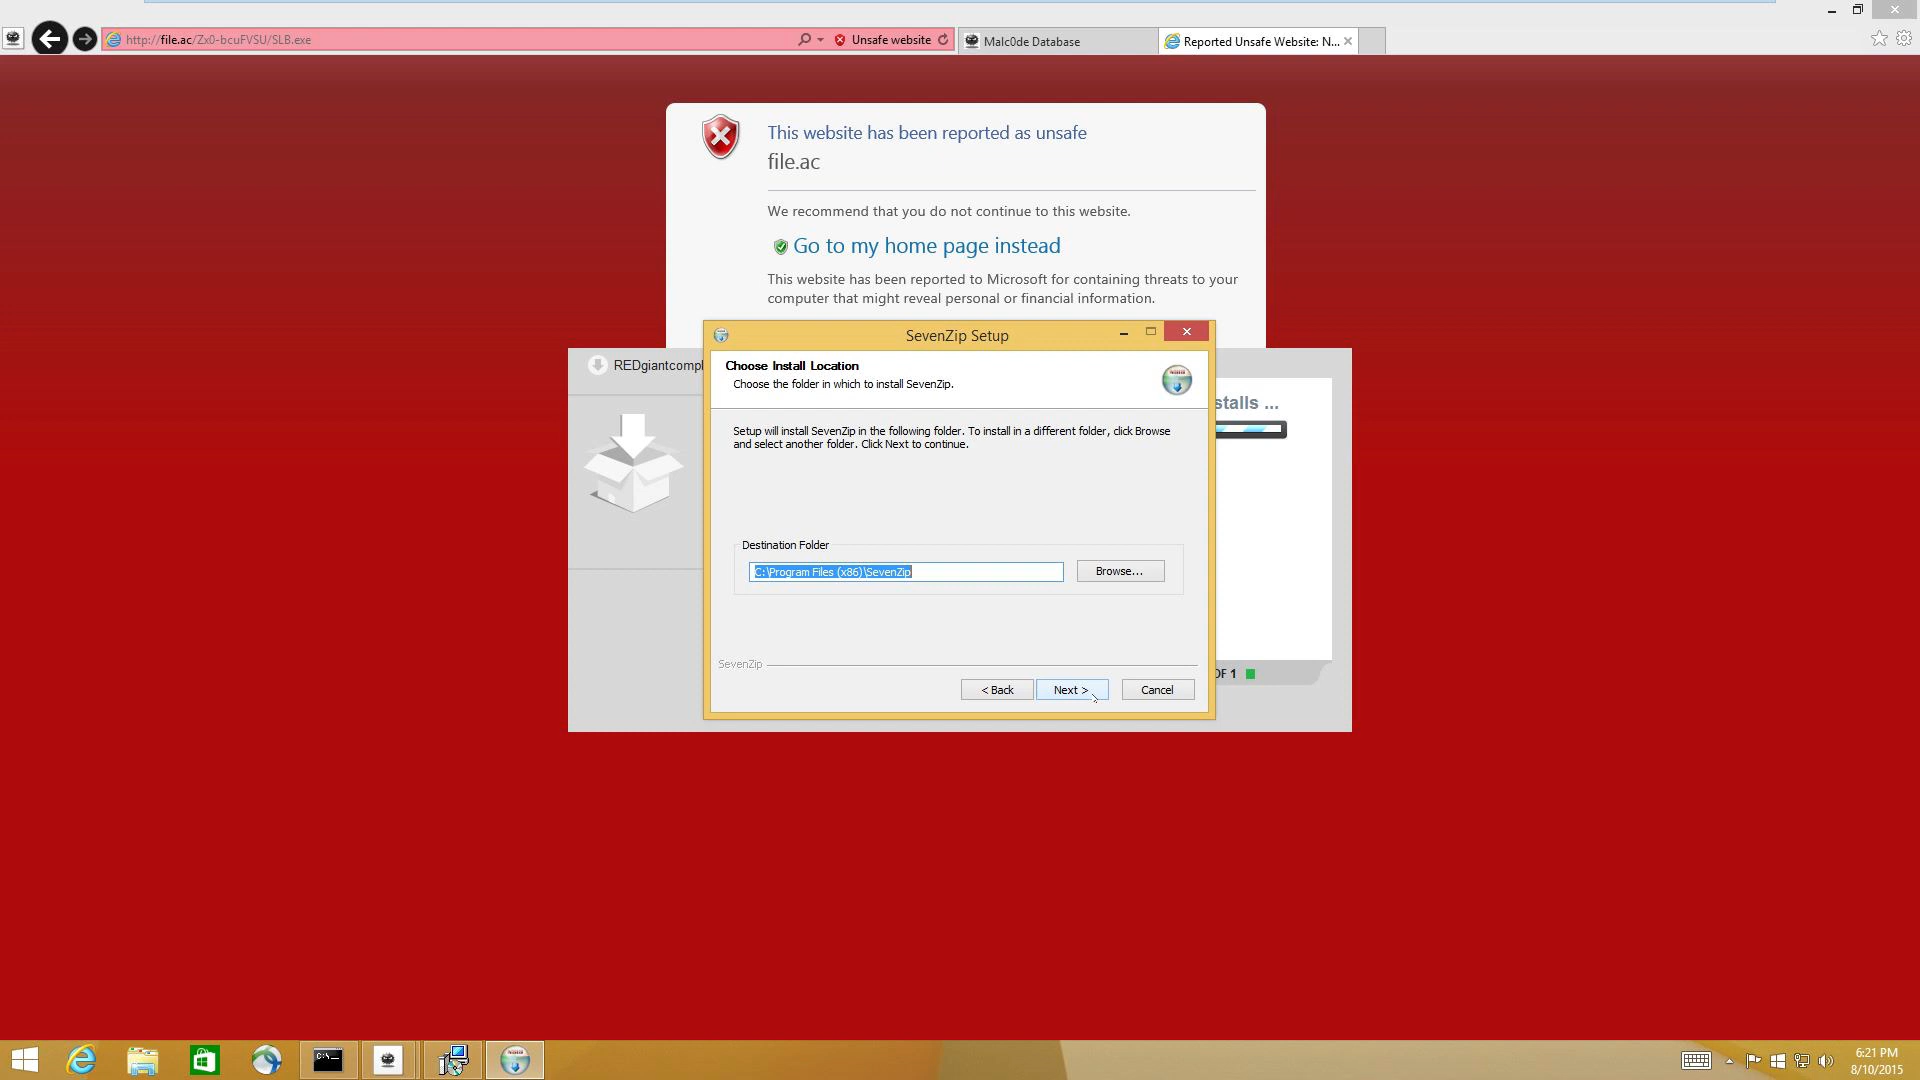 http://file.ac/Zx0-bcuFVSU/SLB.exe
Unsafe website
Malc0de Database
Reported Unsafe Website: N...
This website has been reported as unsafe
file.ac
We recommend that you do not continue to this website.
Go to my home page instead
This website has been reported to Microsoft for containing threats to your
computer that might reveal personal or financial information.
SevenZip Setup
REDgiantcompl
Choose Install Location
Choose the folder in which to install SevenZip.
stalls ...
Setup will install SevenZip in the following folder. To install in a different folder, click Browse
and select another folder. Click Next to continue.
Destination Folder
C:\Program Files (x86)\SevenZip
Browse...
SevenZip
OF 1
< Back
Next >
Cancel
C:\
6:21 PM
8/10/2015